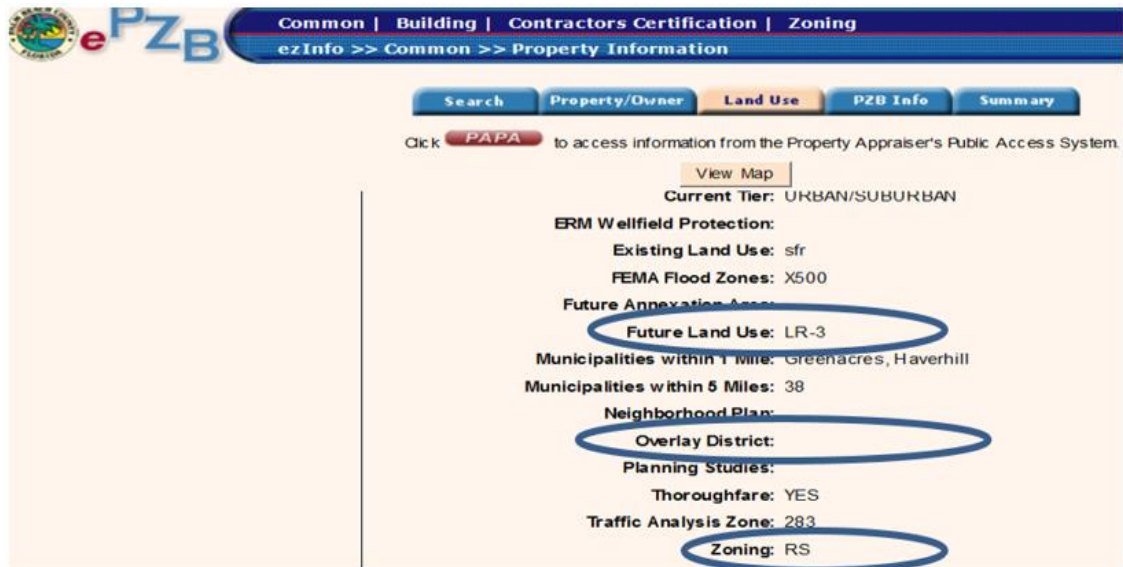 ePZB
Common | Building | Contractors Certification | Zoning
ezInfo >> Common >> Property Information
Search Property/Owner Land Use PZB Info Summary
Click PAPA to access information from the Property Appraiser's Public Access System.
View Map
Current Tier: URBAN/SUBURBAN
ERM Wellfield Protection:
Existing Land Use: sfr
FEMA Flood Zones: X500
Future Annexation Area:
Future Land Use: LR-3
Municipalities within 1 Mile: Greenacres, Haverhill
Municipalities within 5 Miles: 38
Neighborhood Plan:
Overlay District:
Planning Studies:
Thoroughfare: YES
Traffic Analysis Zone: 283
Zoning: RS